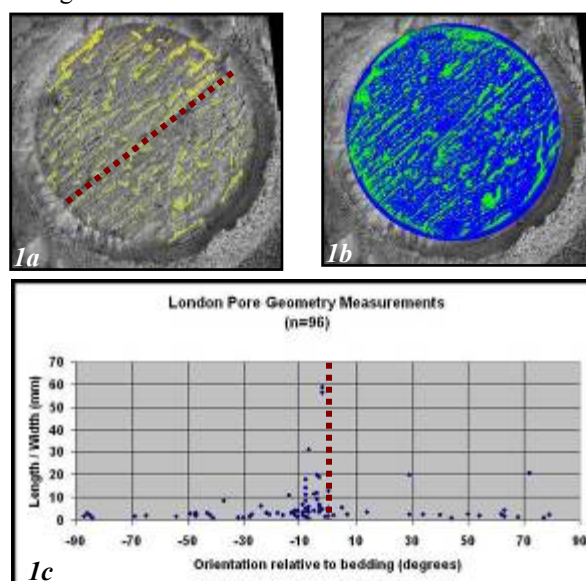 1a
1b
London Pore Geometry Measurements
(n=96)
Length / Width (mm)
70
60
50
40
30
20
10
0
-90 -70 -50 -30 -10 10 30 50 70 90
Orientation relative to bedding (degrees)
1c